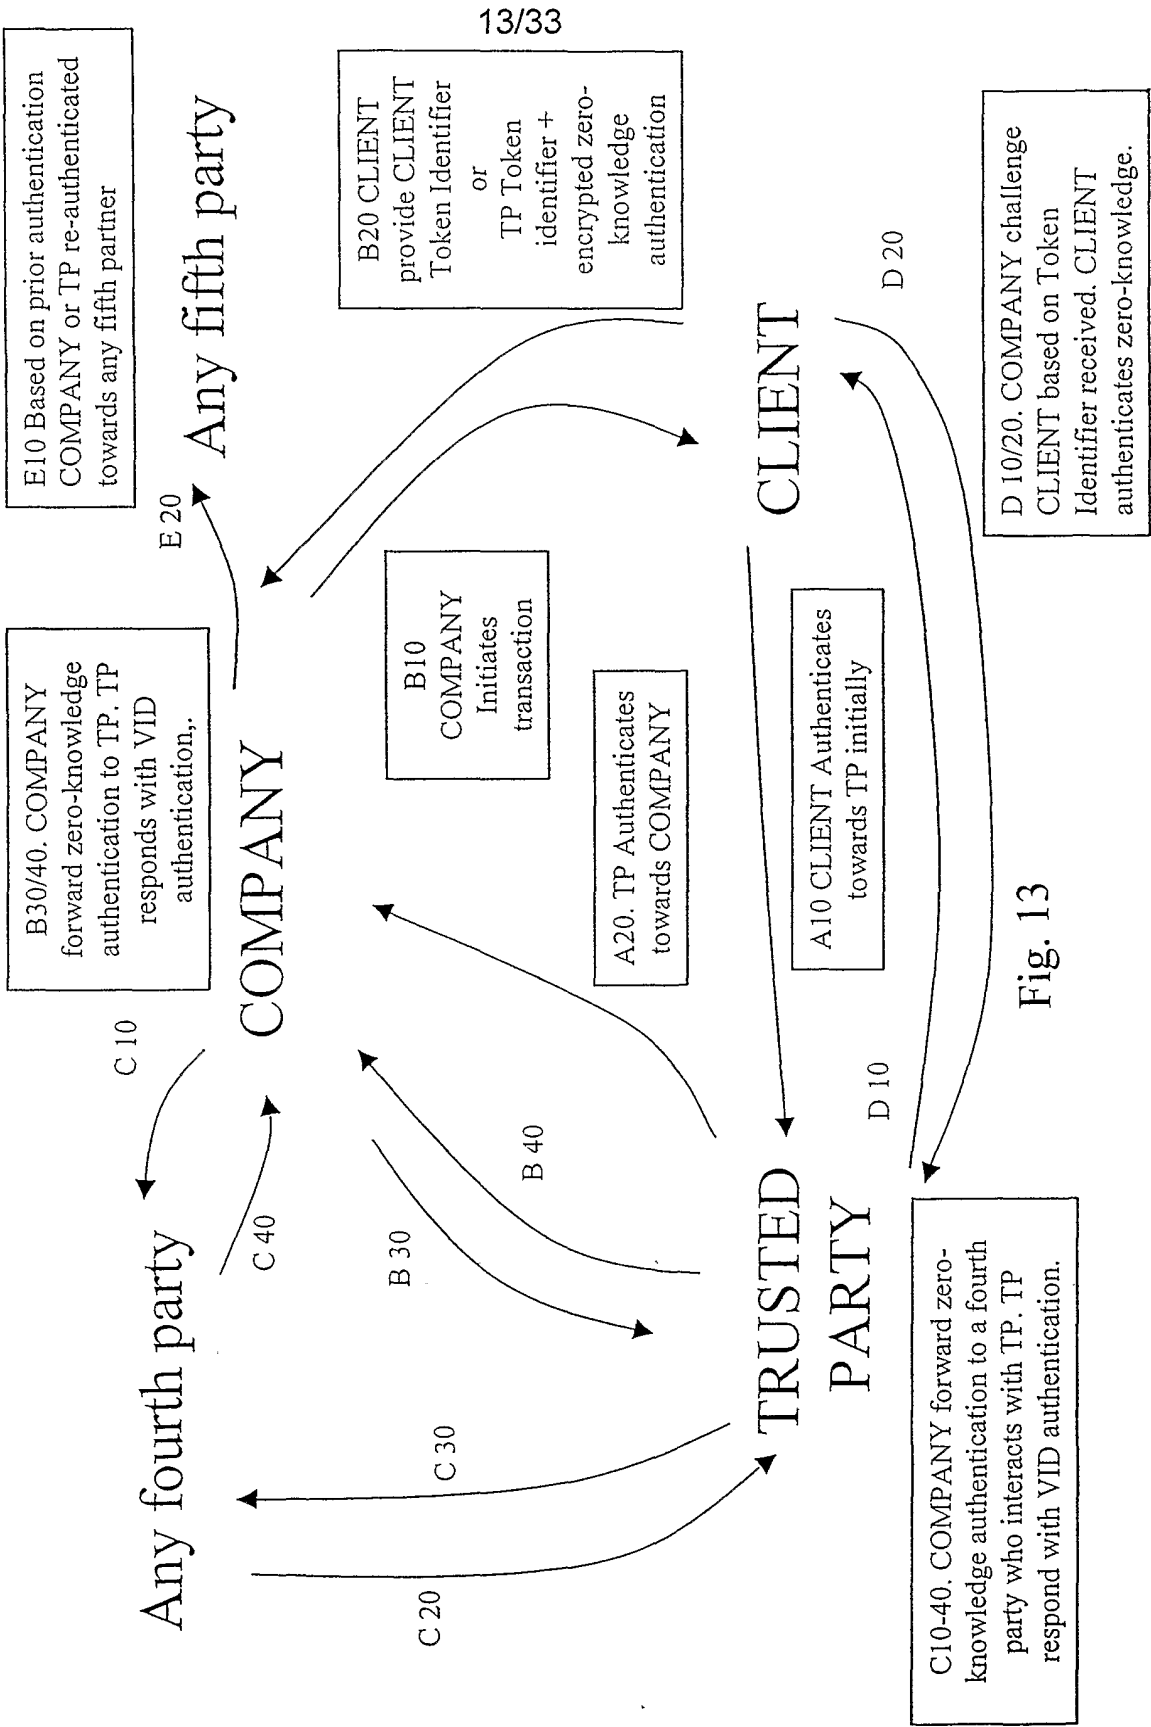 13/33
Any fourth party
C 10
B30/40. COMPANY
forward zero-knowledge
authentication to TP. TP
responds with VID
authentication,.
E 20
E10 Based on prior authentication
COMPANY or TP re-authenticated
towards any fifth partner
Any fifth party
C 40
COMPANY
B20 CLIENT
provide CLIENT
Token Identifier
or
TP Token
identifier +
encrypted zero-
knowledge
authentication
C 20
C 30
B 30
B 40
B10
COMPANY
Initiates
transaction
A20. TP Authenticates
towards COMPANY
TRUSTED
PARTY
CLIENT
A10 CLIENT Authenticates
towards TP initially
D 10
D 20
C10-40. COMPANY forward zero-
knowledge authentication to a fourth
party who interacts with TP. TP
respond with VID authentication.
D 10/20. COMPANY challenge
CLIENT based on Token
Identifier received. CLIENT
authenticates zero-knowledge.
Fig. 13